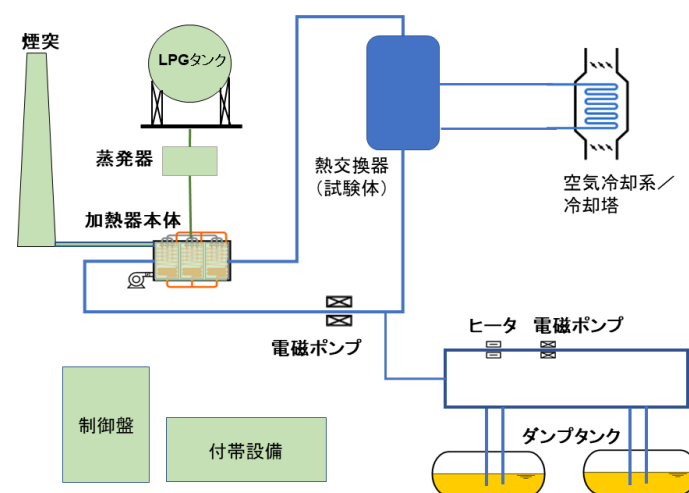 煙突
LPGタンク
蒸発器
熱交換器
（試験体）
空気冷却系／
冷却塔
加熱器本体
電磁ポンプ
ヒータ
電磁ポンプ
制御盤
付帯設備
ダンプタンク